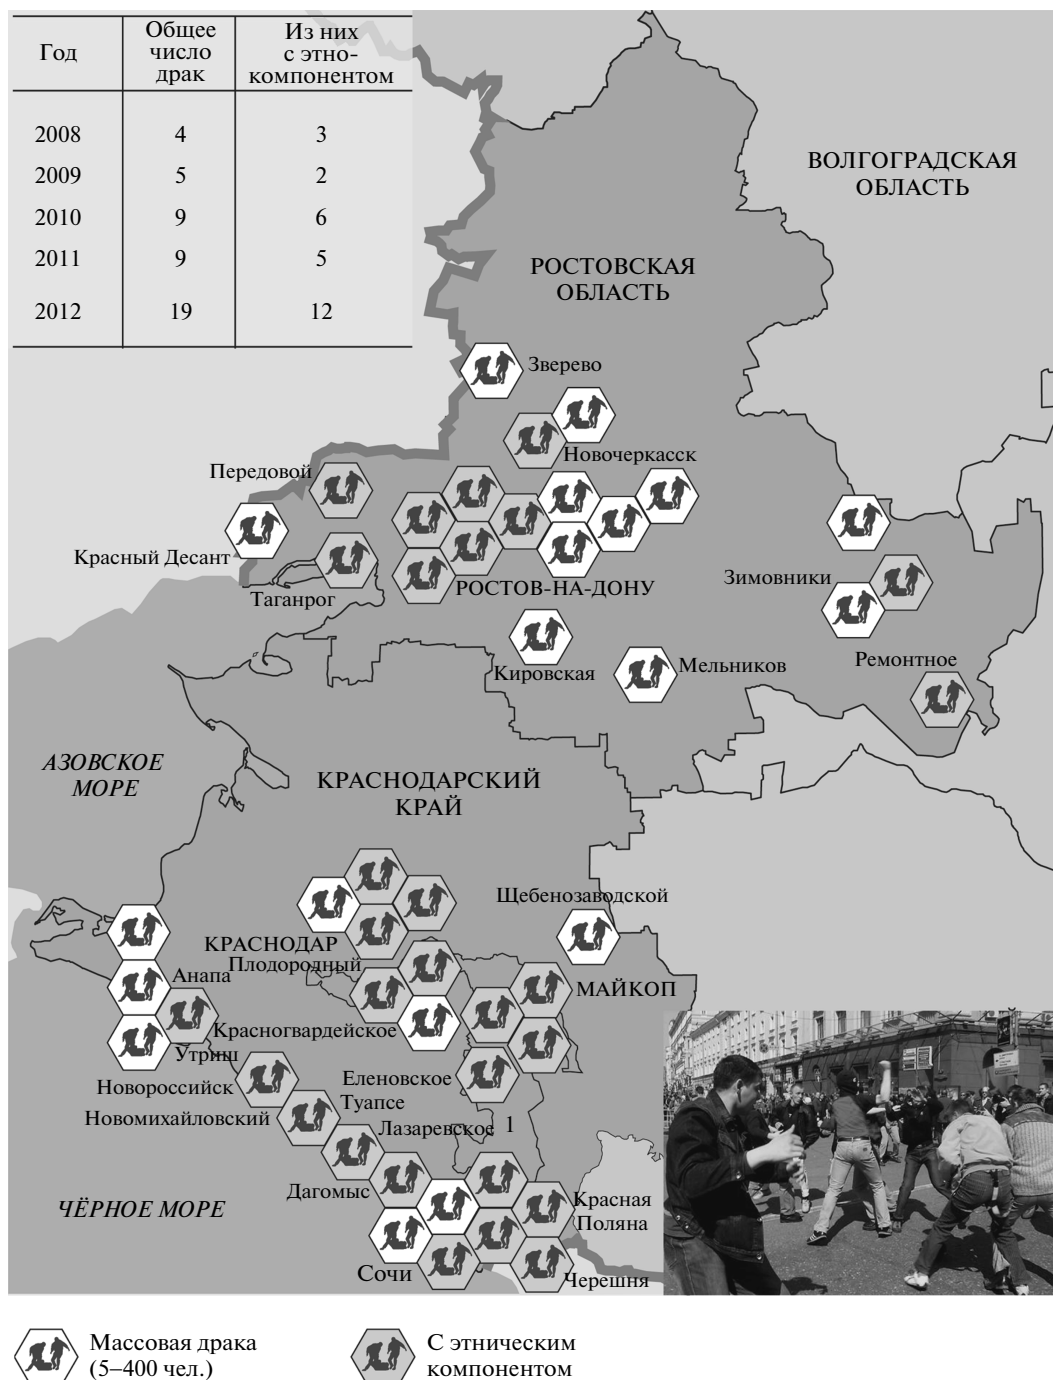 Год
Общее
число
драк
Из них
с этно-
компонентом
2008 4 3
2009 5 2
2010 9 6
2011 9 5
2012 19 12
ВОЛГОГРАДСКАЯ
ОБЛАСТЬ
РОСТОВСКАЯ
ОБЛАСТЬ
Зверево
Новочеркасск
Передовой
Красный Десант
Таганрог
РОСТОВ-НА-ДОНУ
Зимовники
Кировская
Мельников
Ремонтное
АЗОВСКОЕ
МОРЕ
КРАСНОДАРСКИЙ
КРАЙ
Щебенозаводской
КРАСНОДАР
Плодородный
Анапа
МАЙКОП
Красногвардейское
Утриш
Новороссийск
Еленовское
Туапсе
Новомихайловский
Лазаревское 1
Дагомыс
ЧЁРНОЕ МОРЕ
Красная
Поляна
Сочи
Черешня
Массовая драка
(5–400 чел.)
С этническим
компонентом